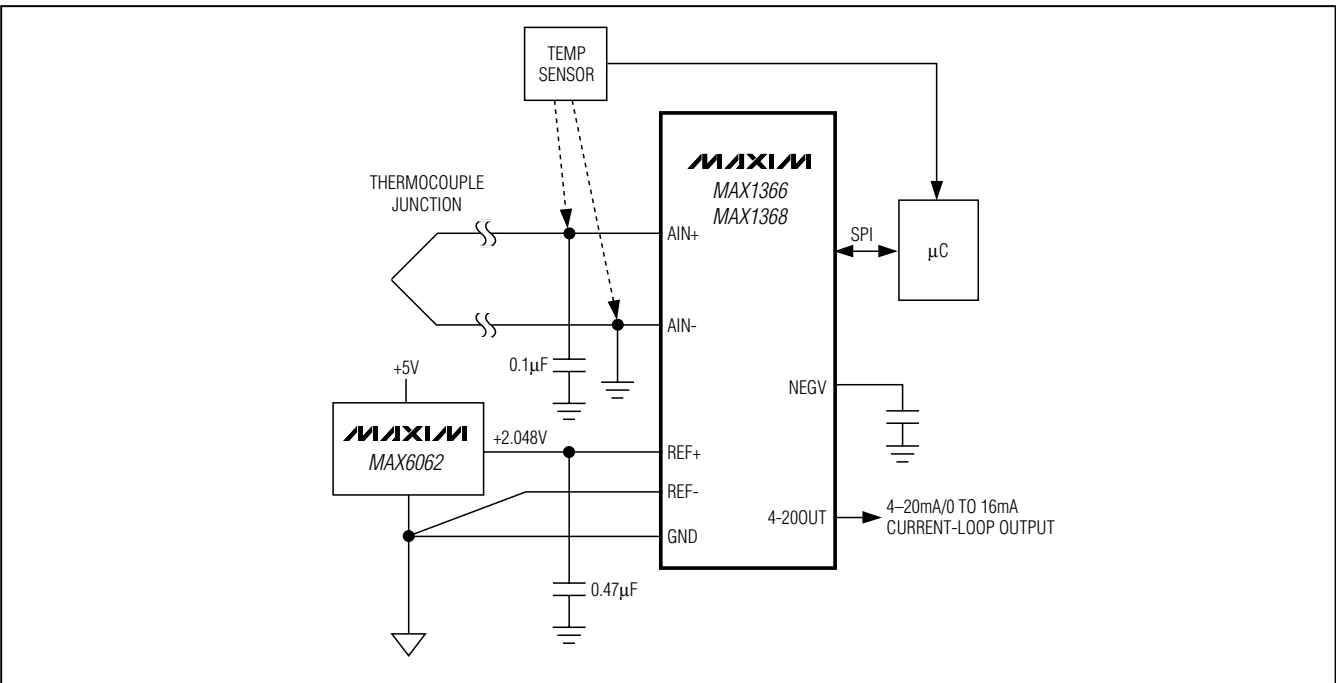 TEMP
SENSOR
THERMOCOUPLE
JUNCTION
MAXIM
MAX1366
MAX1368
AIN+
SPI
µC
AIN-
0.1µF
+5V
NEGV
MAXIM
MAX6062
+2.048V
REF+
REF-
4-20OUT
4–20mA/0 TO 16mA
CURRENT-LOOP OUTPUT
GND
0.47µF